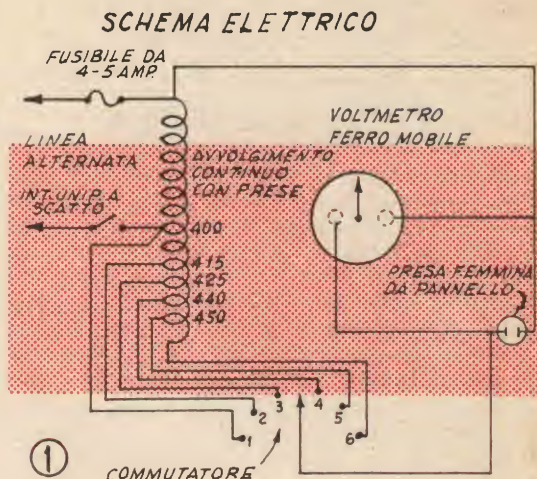 SCHEMA ELETTRICO
FUSIBILE DA
4-5 AMP.
VOLTMETRO
FERRO MOBILE
LINEA
ALTERNATA
AVVOLGIMENTO
CONTINUO
CON PRESE
INT. UNIP. A
SCATTO
400
415
425
440
450
PRESA FEMMINA
DA PANNELLO
1
2
3
4
5
6
1
COMMUTATORE